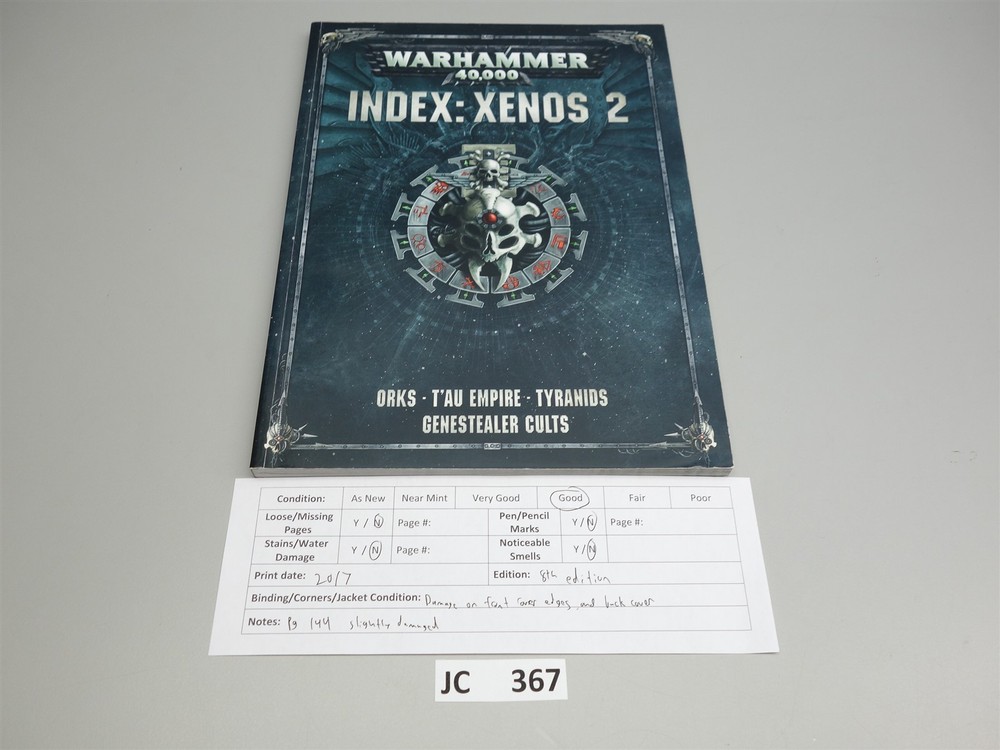 WARHAMMER
40,000
INDEX: XENOS 2
ORKS · T'AU EMPIRE · TYRANIDS
GENESTEALER CULTS
Condition: As New Near Mint Very Good Good Fair Poor
Loose/Missing Pages Y / N Page #: Pen/Pencil Marks Y / N Page #:
Stains/Water Damage Y / N Page #: Noticeable Smells Y / N
Print date: 2017 Edition: 8th edition
Binding/Corners/Jacket Condition: Damage on front cover edges and back cover
Notes: Pg 144 slightly damaged
JC 367